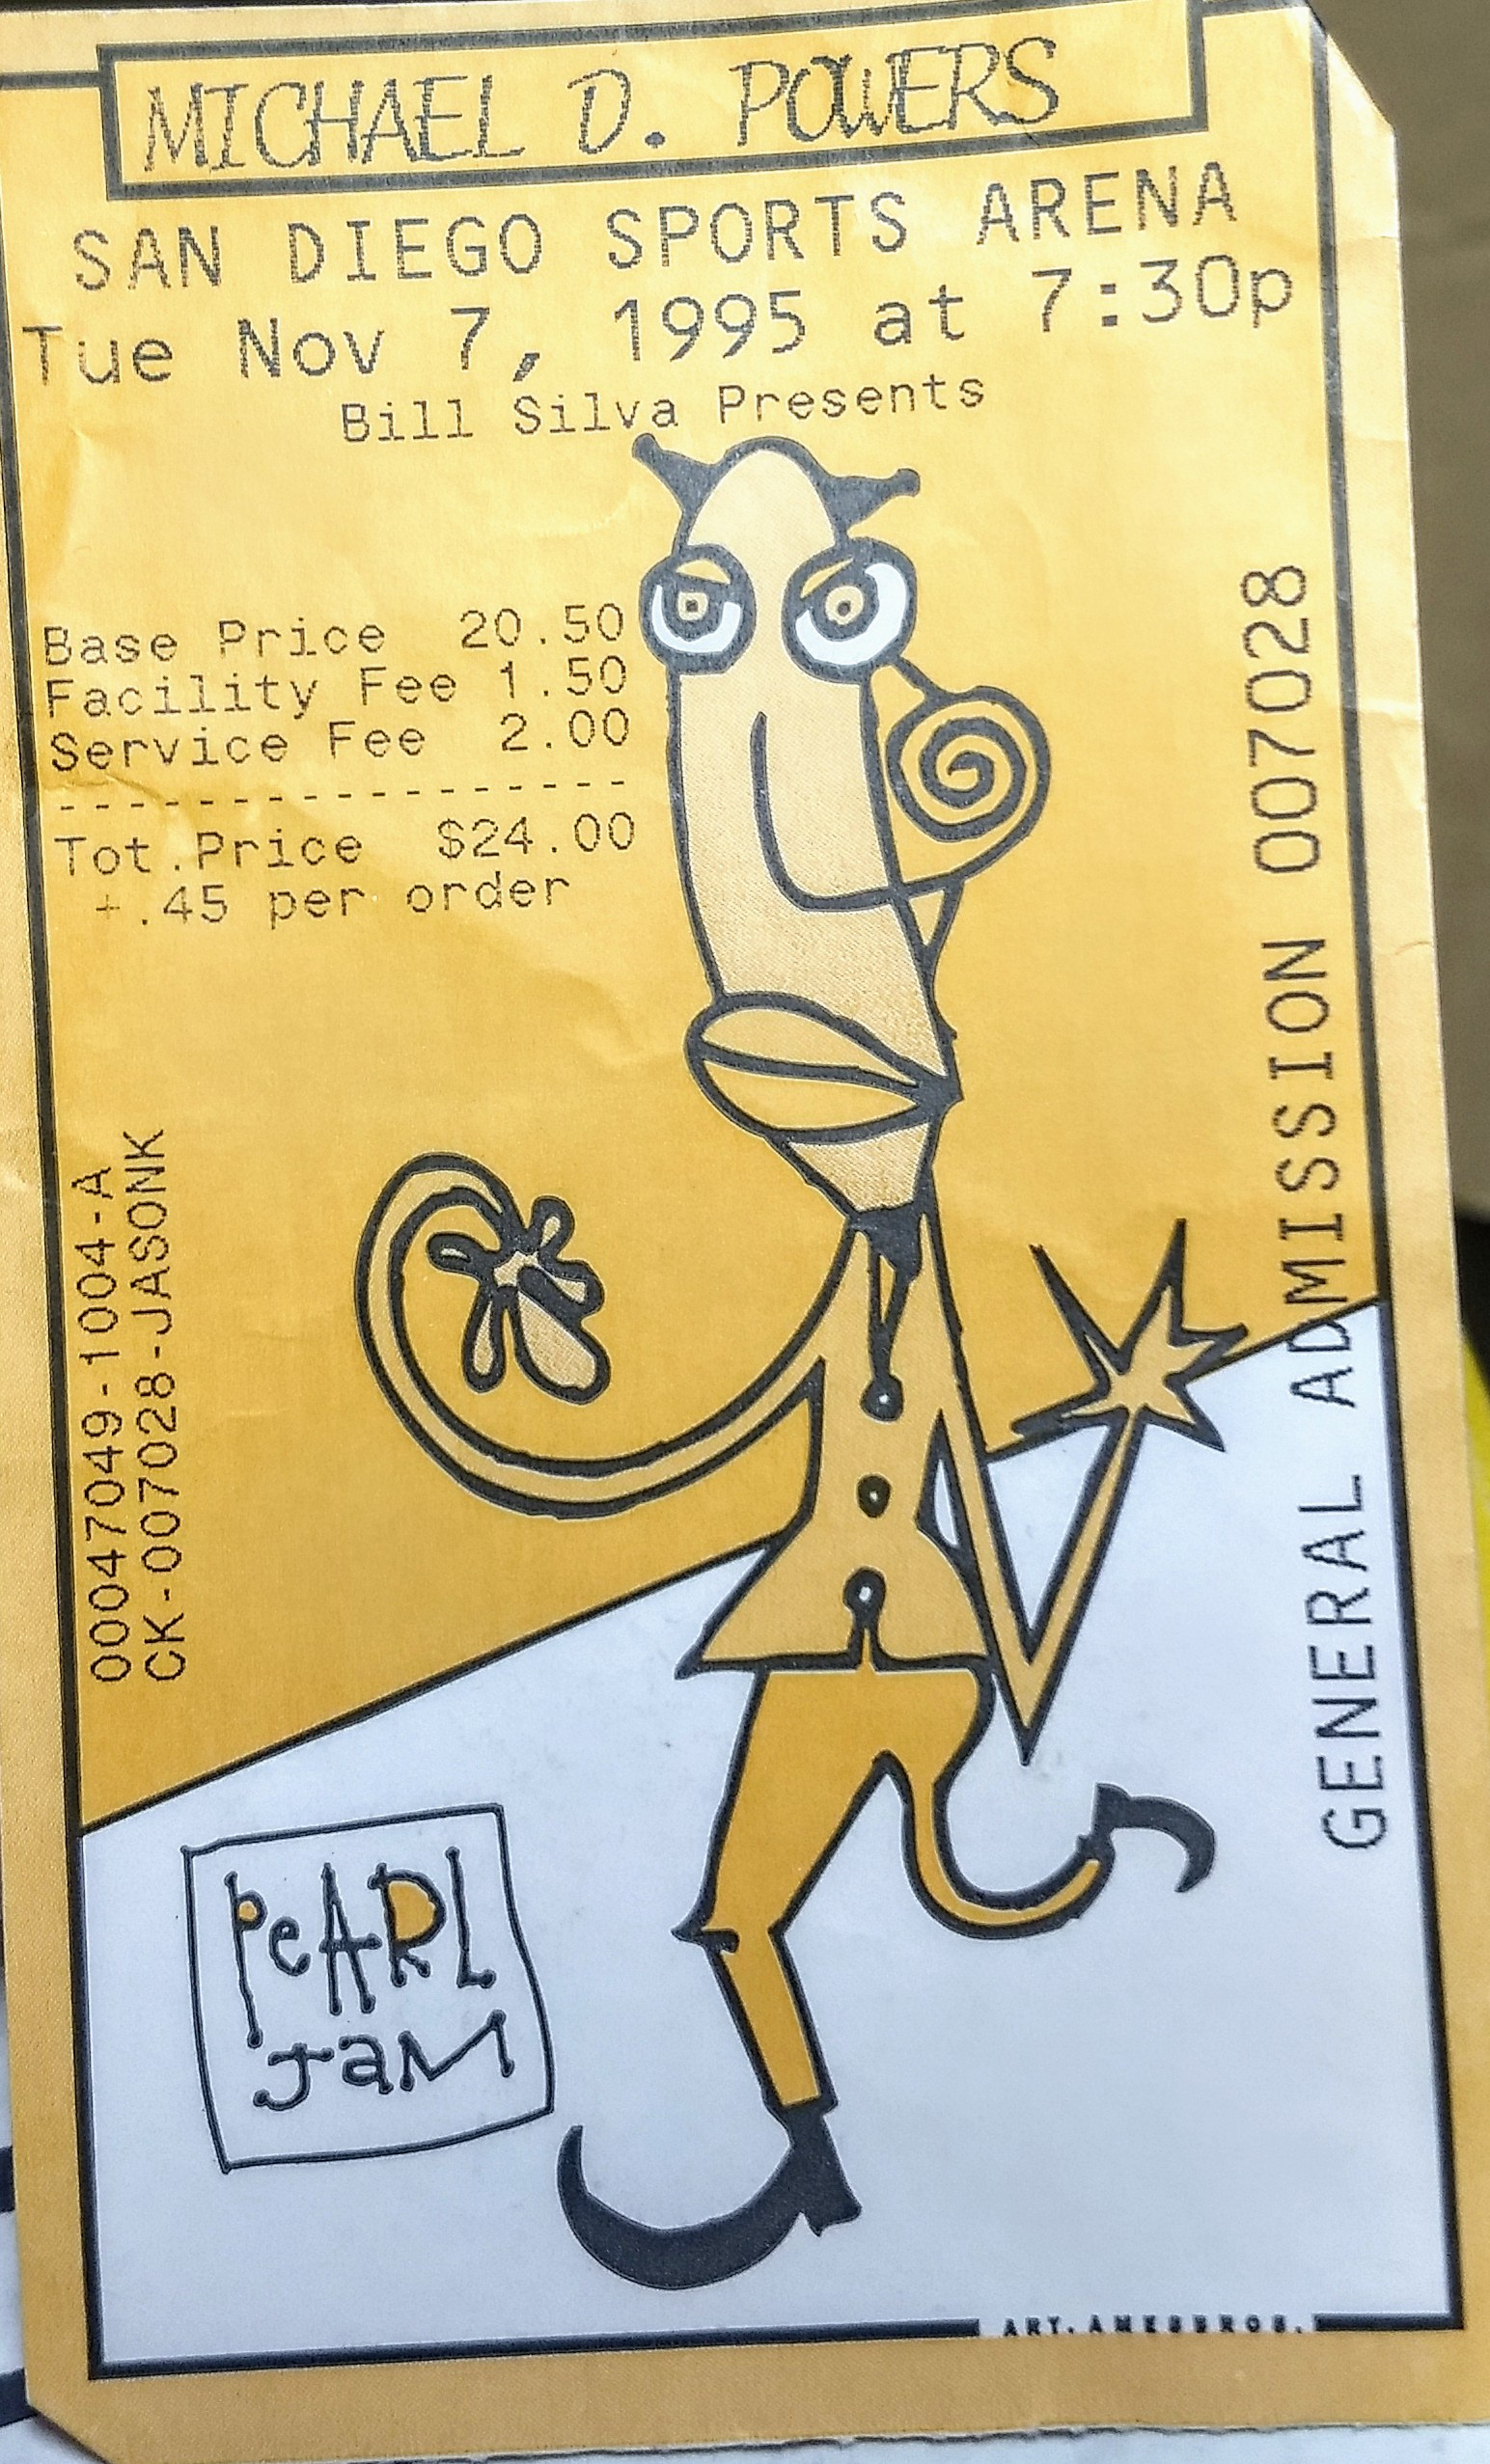 MICHAEL D. POWERS
SAN DIEGO SPORTS ARENA
Tue Nov 7, 1995 at 7:30p
Bill Silva Presents
Base Price 20.50
Facility Fee 1.50
Service Fee 2.00
-----------------
Tot.Price $24.00
+.45 per order
0047049-1004-A
CK-007028-JASONK
GENERAL ADMISSION 007028
PeARL
JaM
ART. AMESBROS.